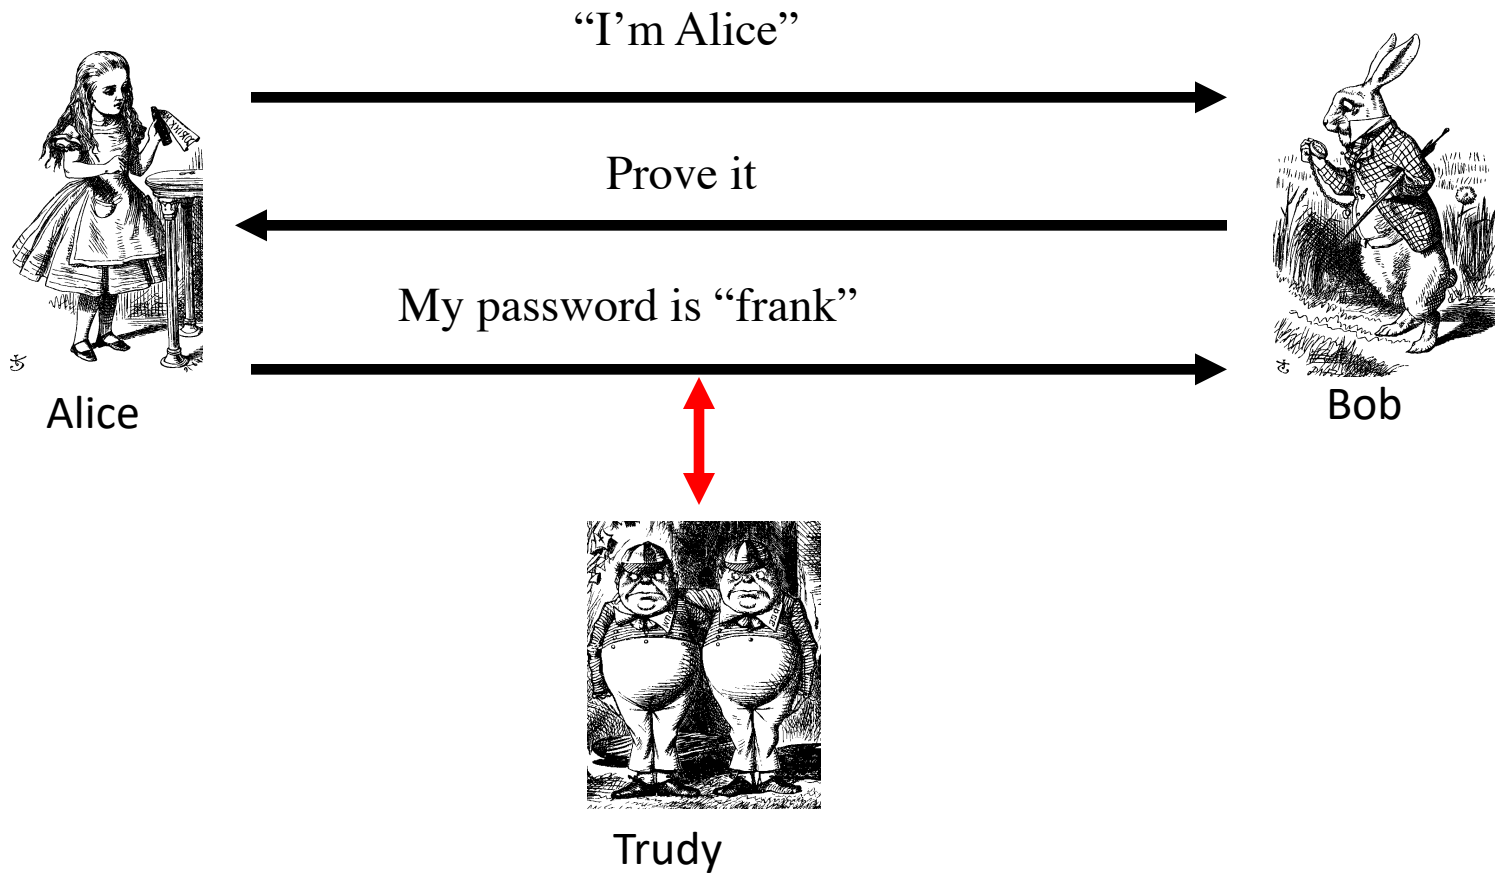 “I’m Alice”
Prove it
My password is “frank”
Alice
Bob
Trudy